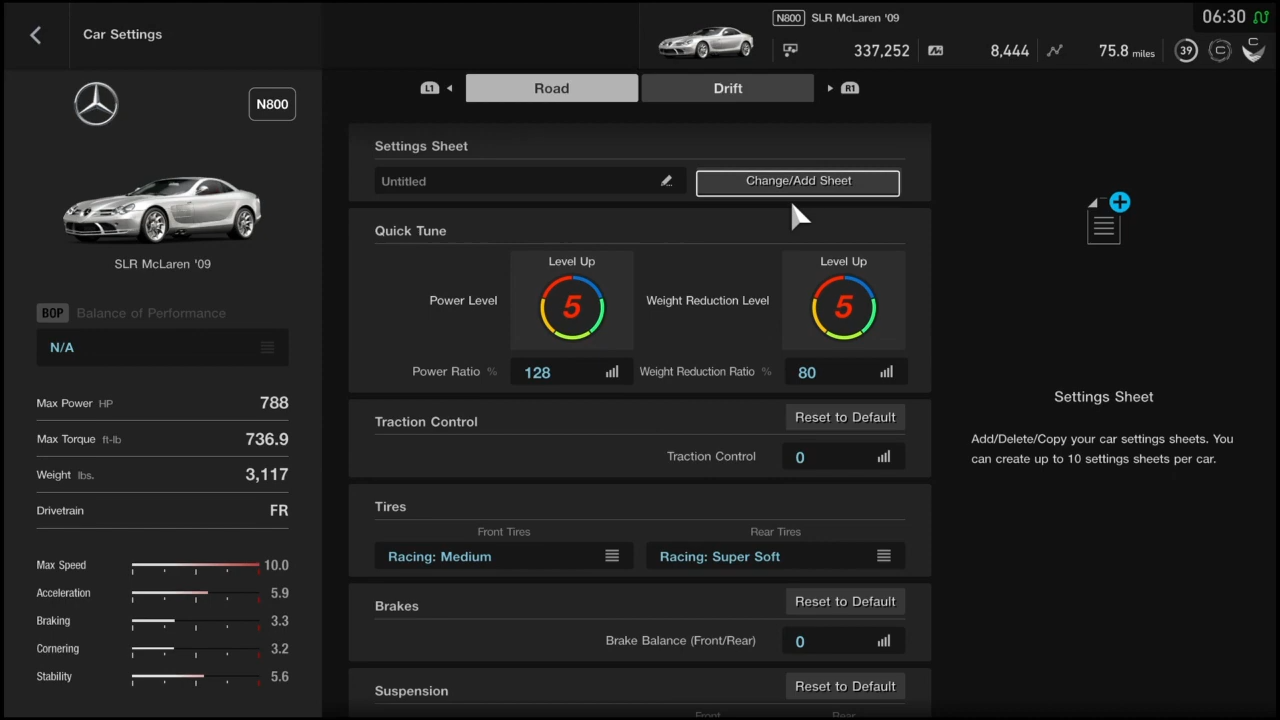 Car Settings
N800 SLR McLaren '09
06:30
337,252 8,444 75.8 miles 39 C C
N800
L1 Road Drift R1
Settings Sheet
Untitled Change/Add Sheet
Quick Tune
Level Up Level Up
Power Level 5 Weight Reduction Level 5
Power Ratio % 128 Weight Reduction Ratio % 80
Traction Control Reset to Default
Traction Control 0
Tires
Front Tires Rear Tires
Racing: Medium Racing: Super Soft
Brakes Reset to Default
Brake Balance (Front/Rear) 0
Suspension Reset to Default
Front Rear
SLR McLaren '09
BOP Balance of Performance
N/A
Max Power HP 788
Max Torque ft-lb 736.9
Weight lbs. 3,117
Drivetrain FR
Max Speed 10.0
Acceleration 5.9
Braking 3.3
Cornering 3.2
Stability 5.6
Settings Sheet
Add/Delete/Copy your car settings sheets. You
can create up to 10 settings sheets per car.